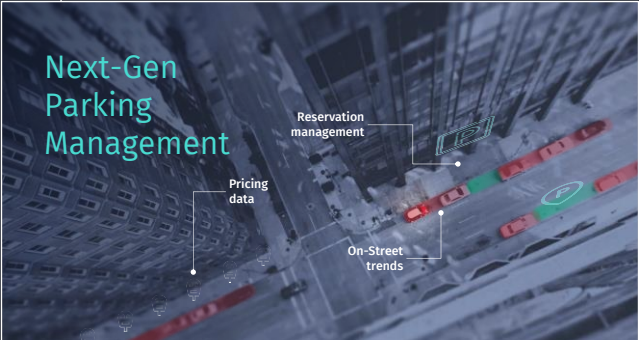 Next-Gen
Parking
Management
Reservation
management
Pricing
data
On-Street
trends
P
P